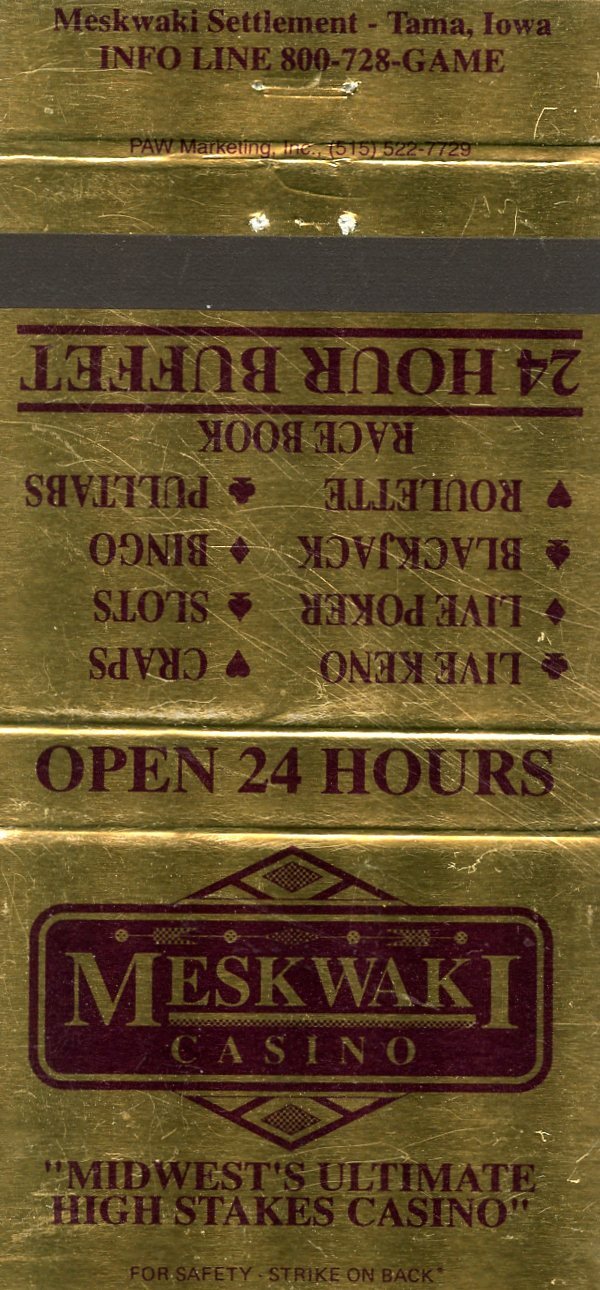 Meskwaki Settlement - Tama, Iowa
INFO LINE 800-728-GAME
PAW Marketing, Inc., (515) 522-7729
♣ LIVE KENO ♥ CRAPS
♦ LIVE POKER ♠ SLOTS
♠ BLACKJACK ♦ BINGO
♥ ROULETTE ♣ PULLTABS
RACE BOOK
24 HOUR BUFFET
OPEN 24 HOURS
MESKWAKI
CASINO
"MIDWEST'S ULTIMATE
HIGH STAKES CASINO"
FOR SAFETY - STRIKE ON BACK